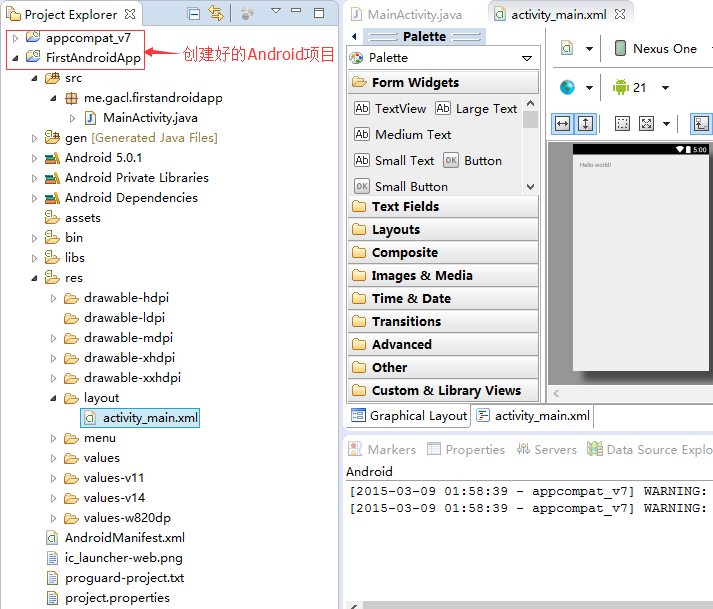 Project Explorer
appcompat_v7
FirstAndroidApp
创建好的Android项目
src
me.gacl.firstandroidapp
MainActivity.java
gen [Generated Java Files]
Android 5.0.1
Android Private Libraries
Android Dependencies
assets
bin
libs
res
drawable-hdpi
drawable-ldpi
drawable-mdpi
drawable-xhdpi
drawable-xxhdpi
layout
activity_main.xml
menu
values
values-v11
values-v14
values-w820dp
AndroidManifest.xml
ic_launcher-web.png
proguard-project.txt
project.properties
MainActivity.java
activity_main.xml
Palette
Palette
Form Widgets
Ab TextView Ab Large Text
Ab Medium Text
Ab Small Text OK Button
OK Small Button
Text Fields
Layouts
Composite
Images & Media
Time & Date
Transitions
Advanced
Other
Custom & Library Views
Nexus One
21
5:00
Hello world!
Graphical Layout
activity_main.xml
Markers Properties Servers Data Source Explo
Android
[2015-03-09 01:58:39 - appcompat_v7] WARNING:
[2015-03-09 01:58:39 - appcompat_v7] WARNING: